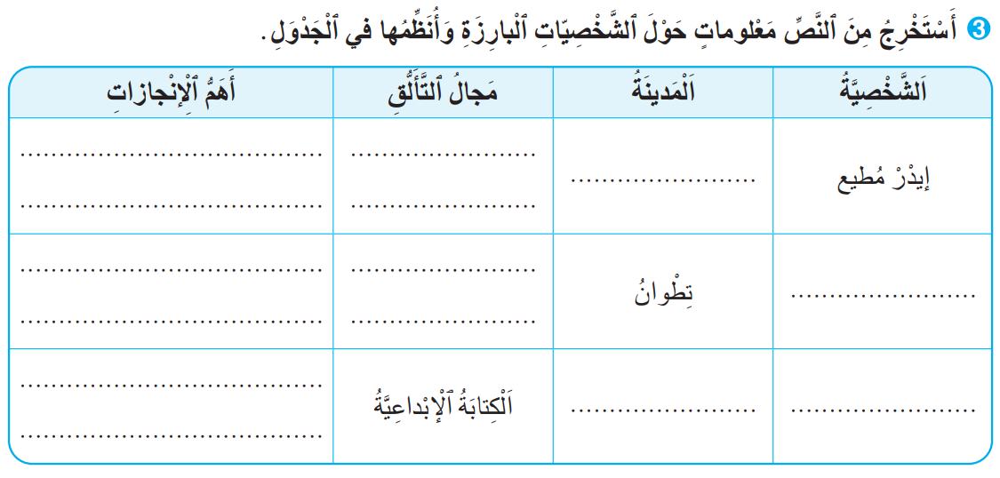 3 أَسْتَخْرِجُ مِنَ ٱلنَّصِّ مَعْلوماتٍ حَوْلَ ٱلشَّخْصِيّاتِ ٱلْبارِزَةِ وَأُنَظِّمُها في ٱلْجَدْوَلِ.
اَلشَّخْصِيَّةُ اَلْمَدينَةُ مَجالُ ٱلتَّأَلُّقِ أَهَمُّ ٱلْإِنْجازاتِ
......................................
إيدْرْ مُطيع ........................
......................................
......................................
........................ تِطْوانُ
......................................
......................................
........................ ........................ اَلْكِتابَةُ ٱلْإِبْداعِيَّةُ
......................................